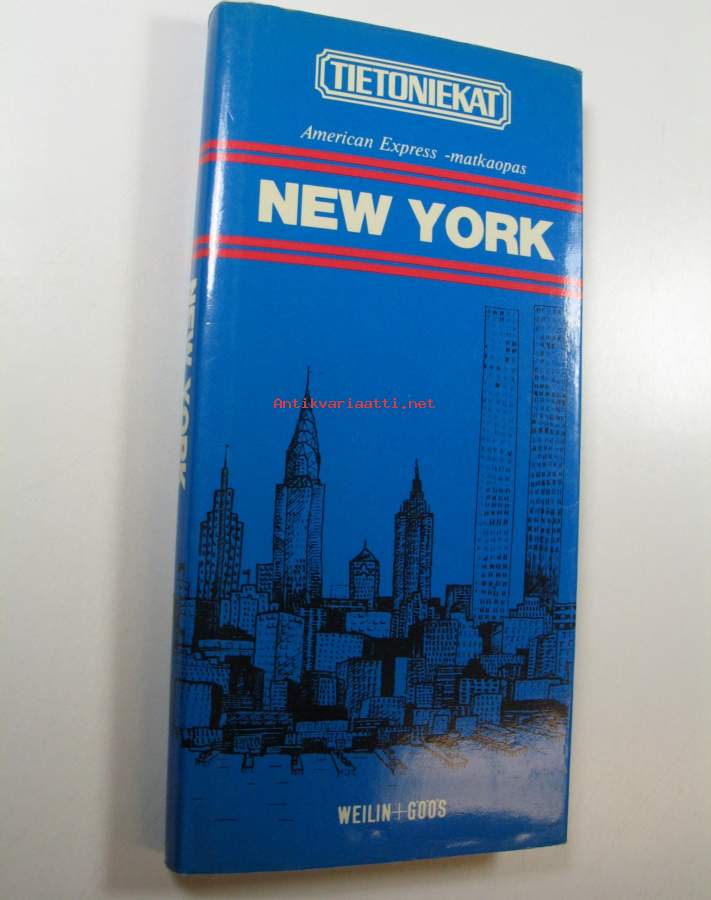 TIETONIEKAT
American Express -matkaopas
NEW YORK
NEW YORK
Antikvariaatti.net
WEILIN+GÖÖS